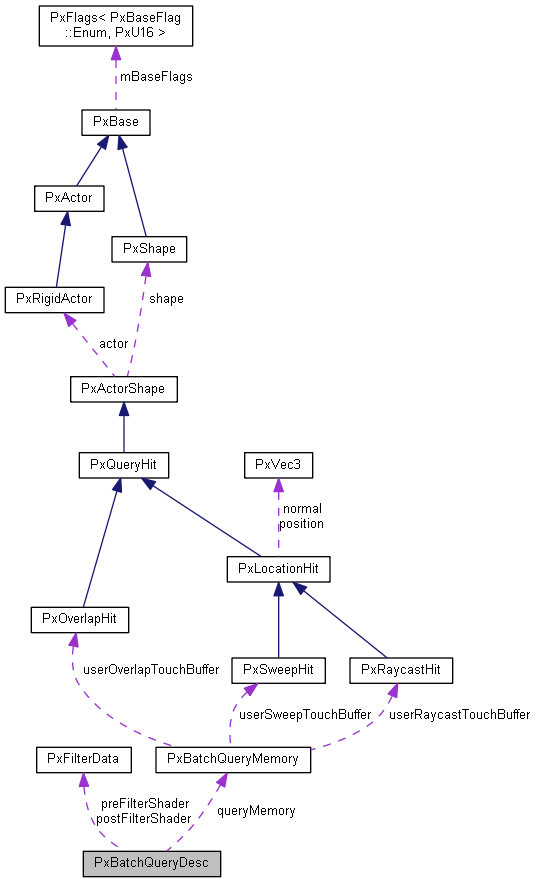 PxFlags< PxBaseFlag
::Enum, PxU16 >
mBaseFlags
PxBase
PxActor
PxShape
PxRigidActor
shape
actor
PxActorShape
PxQueryHit
PxVec3
normal
position
PxLocationHit
PxOverlapHit
userOverlapTouchBuffer
PxSweepHit
PxRaycastHit
userSweepTouchBuffer
userRaycastTouchBuffer
PxFilterData
PxBatchQueryMemory
preFilterShader
postFilterShader
queryMemory
PxBatchQueryDesc